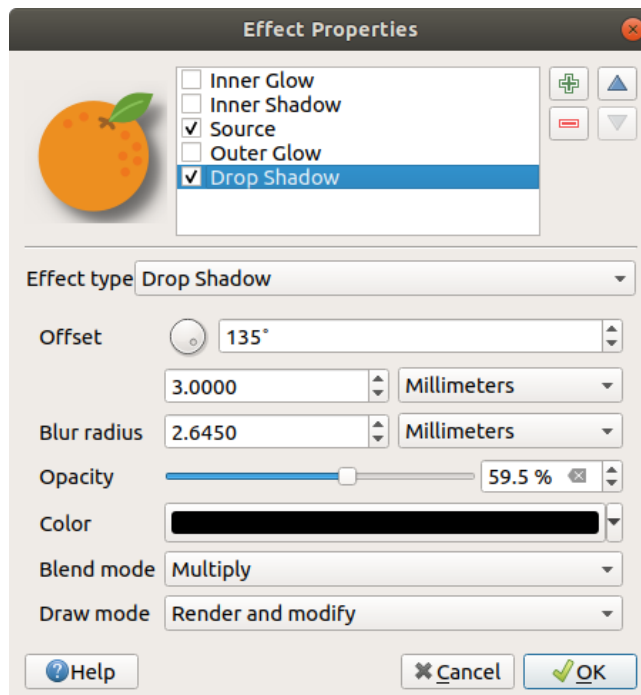 Effect Properties
Inner Glow
Inner Shadow
Source
Outer Glow
Drop Shadow
Effect type Drop Shadow
Offset 135°
3.0000 Millimeters
Blur radius 2.6450 Millimeters
Opacity 59.5 %
Color
Blend mode Multiply
Draw mode Render and modify
Help Cancel OK